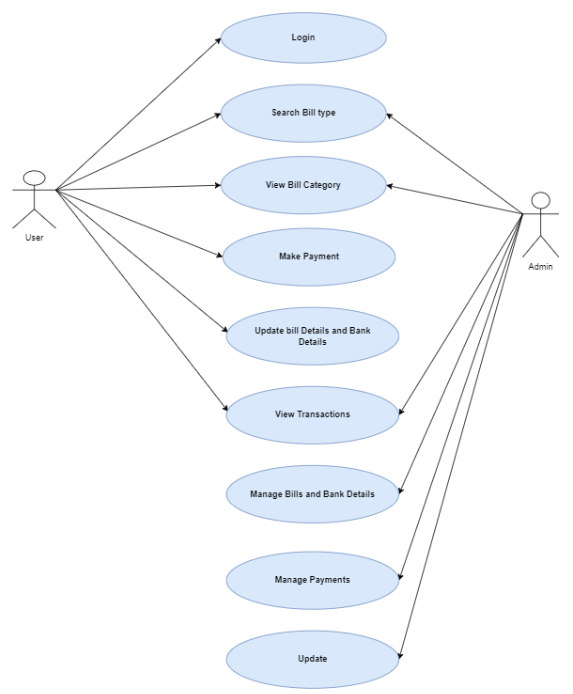 Login
Search Bill type
View Bill Category
User
Admin
Make Payment
Update bill Details and Bank
Details
View Transactions
Manage Bills and Bank Details
Manage Payments
Update